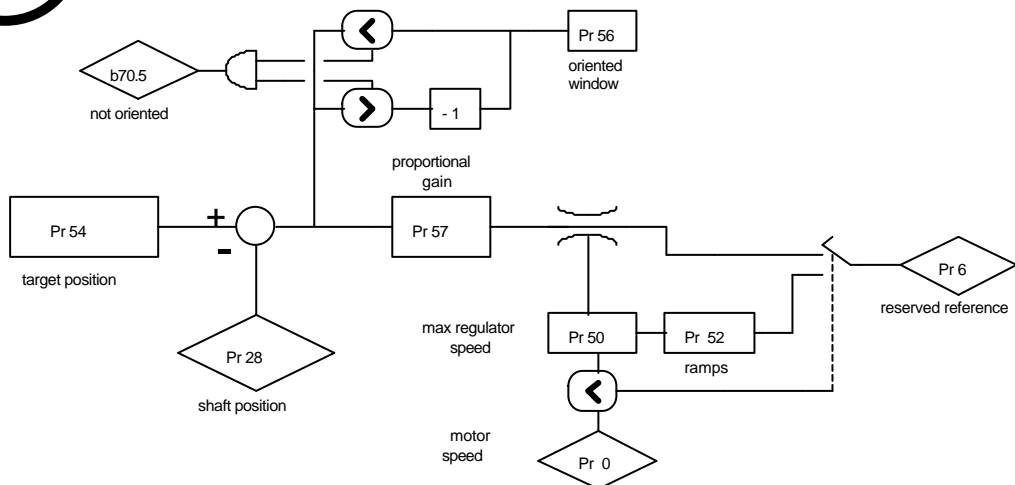 Pr 56
oriented
window
b70.5
not oriented
- 1
proportional
gain
+
-
Pr 54
Pr 57
target position
Pr 6
reserved reference
max regulator
speed
Pr 50
Pr 52
ramps
Pr 28
shaft position
motor
speed
Pr 0